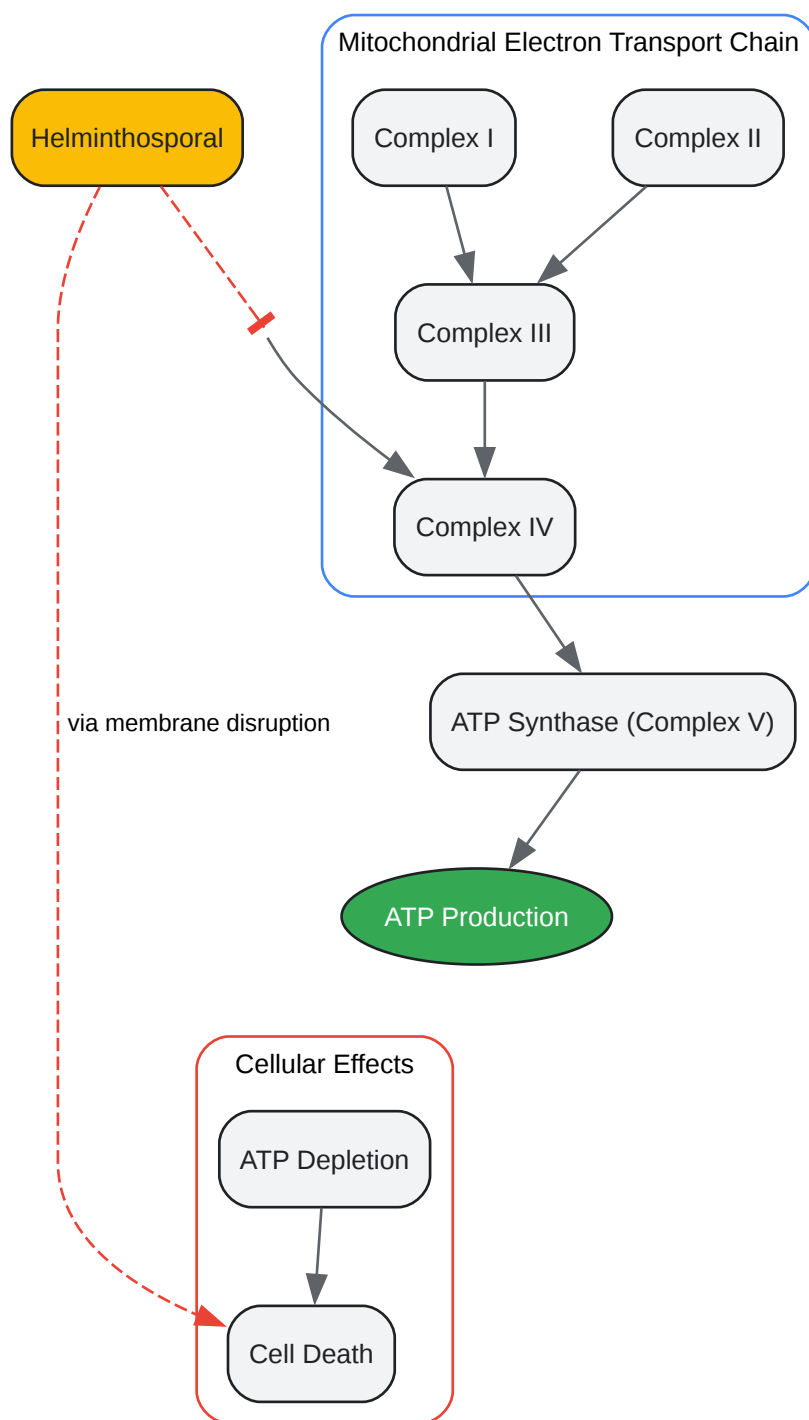 Mitochondrial Electron Transport Chain
Helminthosporal
Complex I
Complex II
Complex III
Complex IV
ATP Synthase (Complex V)
via membrane disruption
ATP Production
Cellular Effects
ATP Depletion
Cell Death